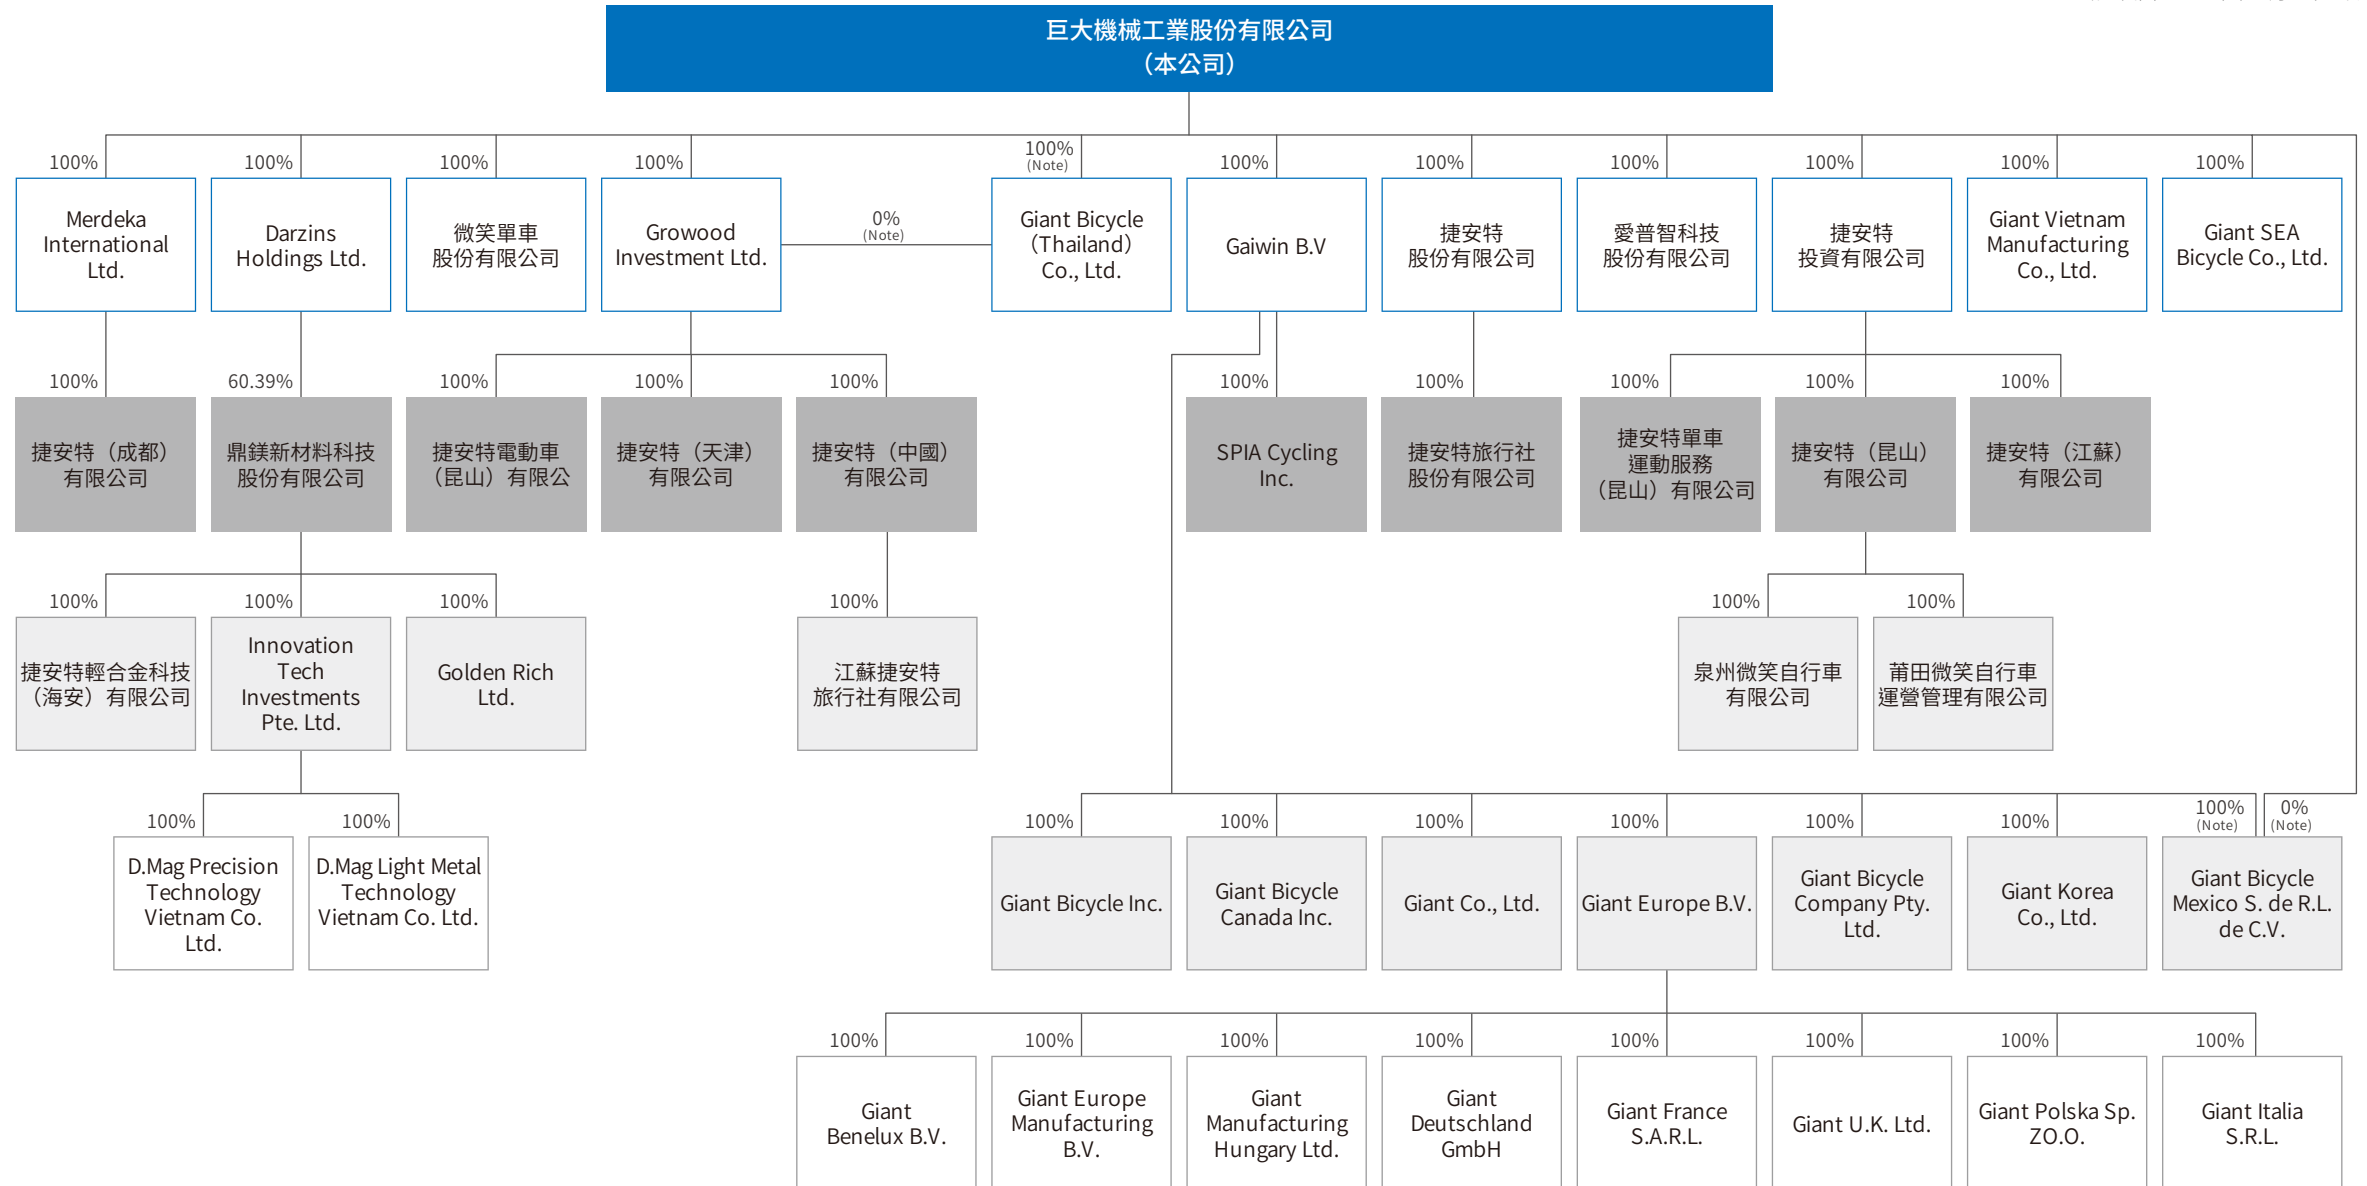 巨大機械工業股份有限公司
（本公司）
100%
100%
100%
100%
100%
(Note)
100%
100%
100%
100%
100%
100%
Merdeka
International
Ltd.
Darzins
Holdings Ltd.
微笑單車
股份有限公司
Growood
Investment Ltd.
0%
(Note)
Giant Bicycle
（Thailand）
Co., Ltd.
Gaiwin B.V
捷安特
股份有限公司
愛普智科技
股份有限公司
捷安特
投資有限公司
Giant Vietnam
Manufacturing
Co., Ltd.
Giant SEA
Bicycle Co., Ltd.
100%
60.39%
100%
100%
100%
100%
100%
100%
100%
100%
捷安特（成都）
有限公司
鼎鎂新材料科技
股份有限公司
捷安特電動車
（昆山）有限公
捷安特（天津）
有限公司
捷安特（中國）
有限公司
SPIA Cycling
Inc.
捷安特旅行社
股份有限公司
捷安特單車
運動服務
（昆山）有限公司
捷安特（昆山）
有限公司
捷安特（江蘇）
有限公司
100%
100%
100%
100%
100%
100%
捷安特輕合金科技
（海安）有限公司
Innovation
Tech
Investments
Pte. Ltd.
Golden Rich
Ltd.
江蘇捷安特
旅行社有限公司
泉州微笑自行車
有限公司
莆田微笑自行車
運營管理有限公司
100%
100%
100%
100%
100%
100%
100%
100%
100%
(Note)
0%
(Note)
D.Mag Precision
Technology
Vietnam Co.
Ltd.
D.Mag Light Metal
Technology
Vietnam Co. Ltd.
Giant Bicycle Inc.
Giant Bicycle
Canada Inc.
Giant Co., Ltd.
Giant Europe B.V.
Giant Bicycle
Company Pty.
Ltd.
Giant Korea
Co., Ltd.
Giant Bicycle
Mexico S. de R.L.
de C.V.
100%
100%
100%
100%
100%
100%
100%
100%
Giant
Benelux B.V.
Giant Europe
Manufacturing
B.V.
Giant
Manufacturing
Hungary Ltd.
Giant
Deutschland
GmbH
Giant France
S.A.R.L.
Giant U.K. Ltd.
Giant Polska Sp.
ZO.O.
Giant Italia
S.R.L.